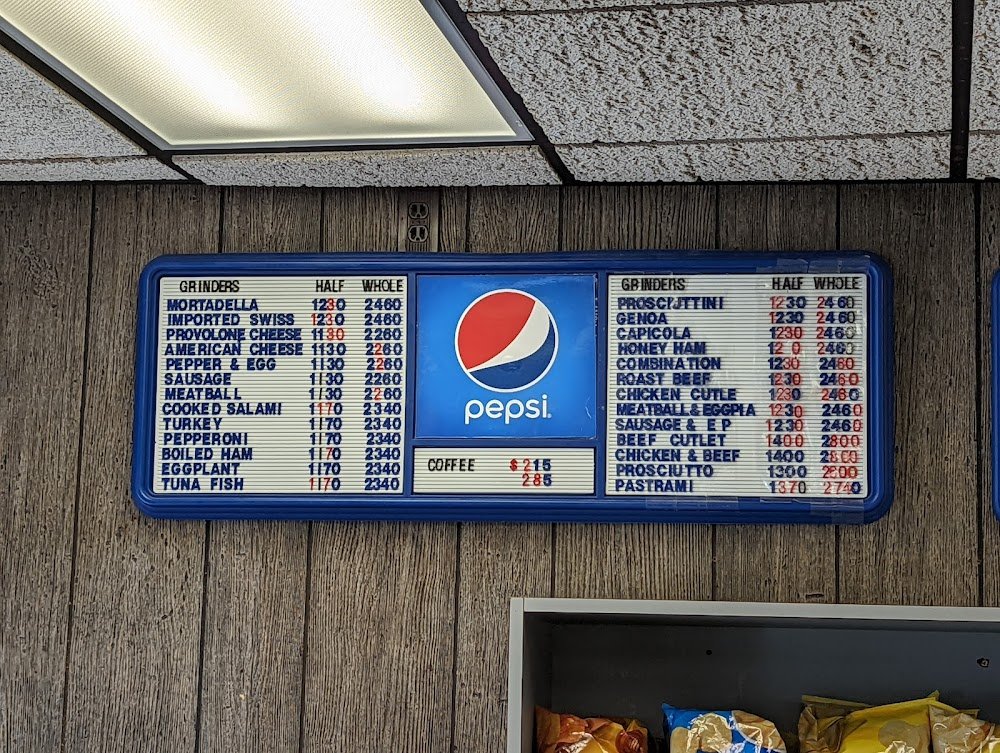 GRINDERS HALF WHOLE
MORTADELLA 1230 2460
IMPORTED SWISS 1230 2460
PROVOLONE CHEESE 1130 2260
AMERICAN CHEESE 1130 2260
PEPPER & EGG 1130 2260
SAUSAGE 1130 2260
MEATBALL 1130 2260
COOKED SALAMI 1170 2340
TURKEY 1170 2340
PEPPERONI 1170 2340
BOILED HAM 1170 2340
EGGPLANT 1170 2340
TUNA FISH 1170 2340
pepsi
COFFEE $ 215
285
GRINDERS HALF WHOLE
PROSCIUTTINI 1230 2460
GENOA 1230 2460
CAPICOLA 1230 2460
HONEY HAM 12 0 2460
COMBINATION 1230 2460
ROAST BEEF 1230 2460
CHICKEN CUTLE 1230 2460
MEATBALL&EGGPLA 1230 2460
SAUSAGE & E P 1230 2460
BEEF CUTLET 1400 2800
CHICKEN & BEEF 1400 2800
PROSCIUTTO 1300 2600
PASTRAMI 1370 2740